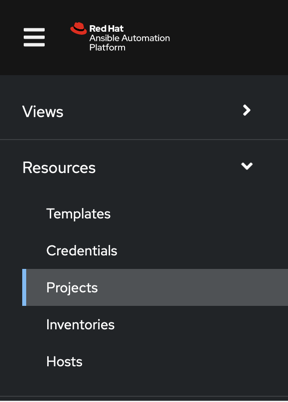 Red Hat
Ansible Automation
Platform
Views
Resources
Templates
Credentials
Projects
Inventories
Hosts